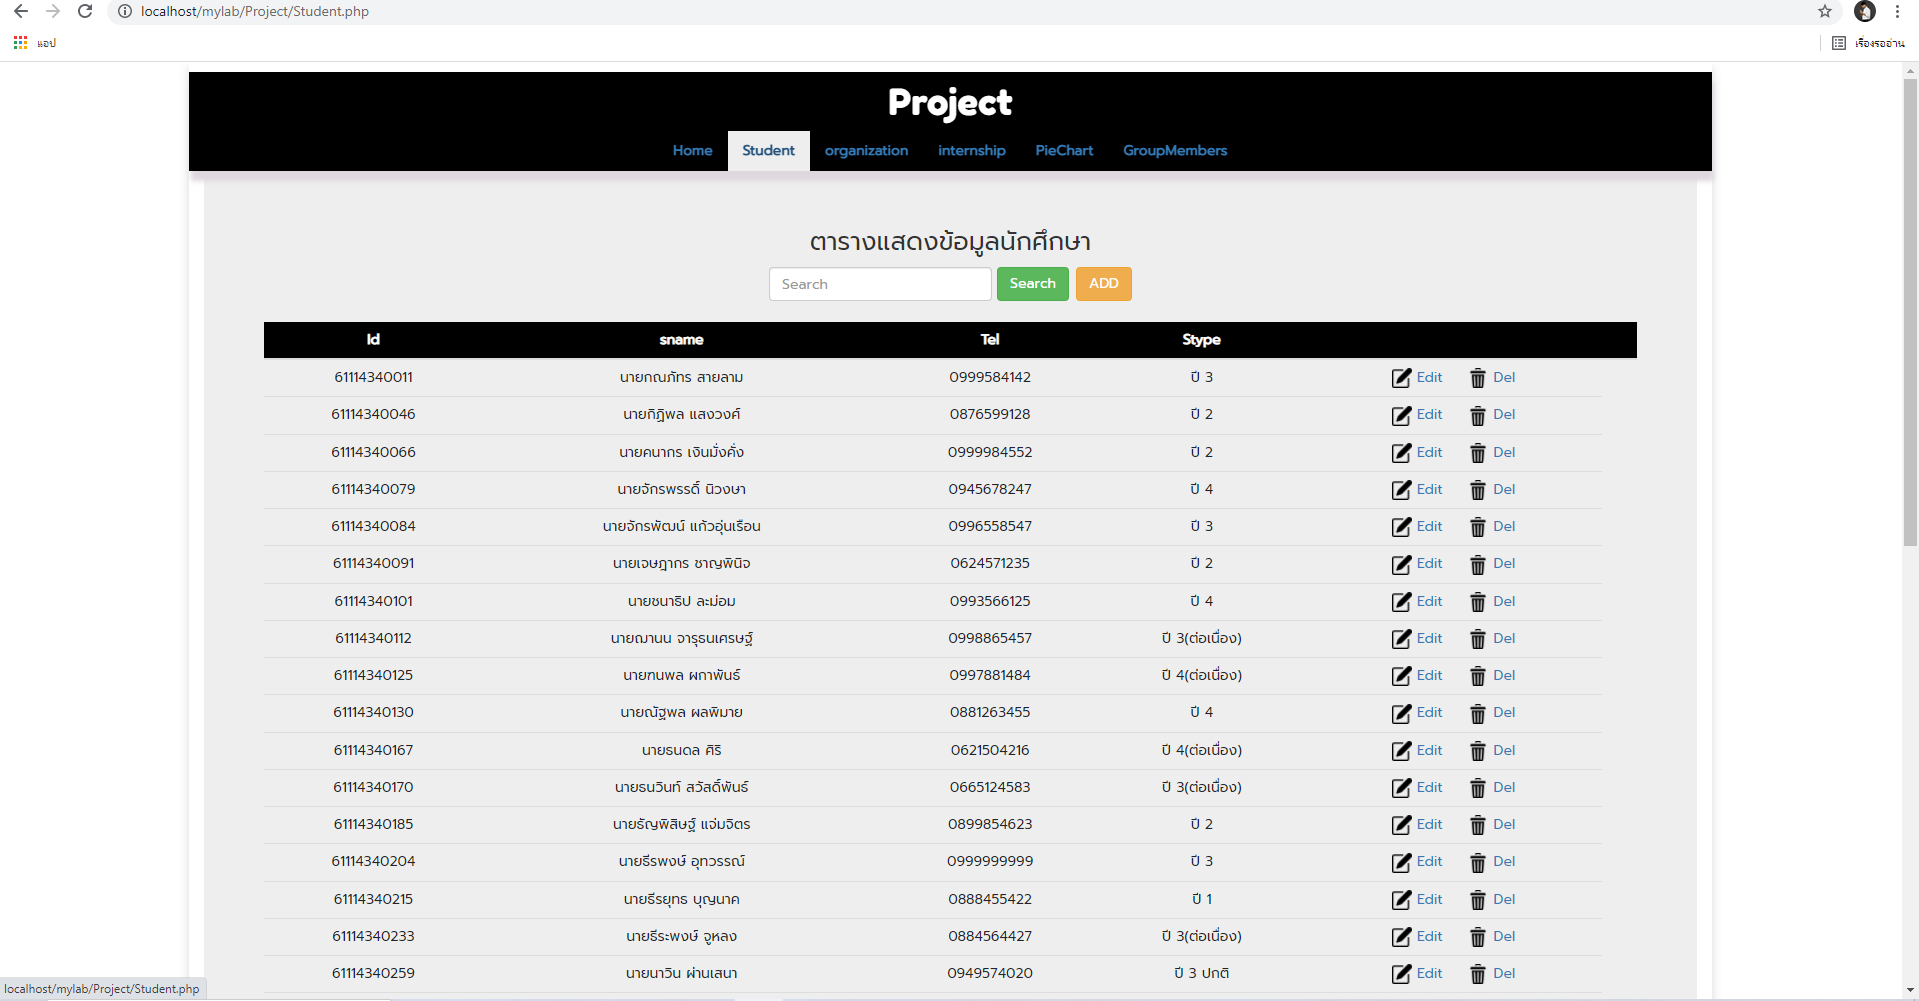 localhost/mylab/Project/Student.php
แอป
เรื่องรออ่าน
Project
Home Student organization internship PieChart GroupMembers
ตารางแสดงข้อมูลนักศึกษา
Search Search ADD
Id sname Tel Stype
61114340011 นายกณภัทร สายลาม 0999584142 ปี 3 Edit Del
61114340046 นายกิฏิพล แสงวงศ์ 0876599128 ปี 2 Edit Del
61114340066 นายคนากร เงินมั่งคั่ง 0999984552 ปี 2 Edit Del
61114340079 นายจักรพรรดิ์ นิวงษา 0945678247 ปี 4 Edit Del
61114340084 นายจักรพัฒน์ แก้วอุ่นเรือน 0996558547 ปี 3 Edit Del
61114340091 นายเจษฎากร ชาญพินิจ 0624571235 ปี 2 Edit Del
61114340101 นายชนาธิป ละม่อม 0993566125 ปี 4 Edit Del
61114340112 นายฌานน จารุธนเศรษฐ์ 0998865457 ปี 3(ต่อเนื่อง) Edit Del
61114340125 นายฑนพล ผกาพันธ์ 0997881484 ปี 4(ต่อเนื่อง) Edit Del
61114340130 นายณัฐพล ผลพิมาย 0881263455 ปี 4 Edit Del
61114340167 นายธนดล ศิริ 0621504216 ปี 4(ต่อเนื่อง) Edit Del
61114340170 นายธนวินท์ สวัสดิ์พันธ์ 0665124583 ปี 3(ต่อเนื่อง) Edit Del
61114340185 นายธัญพิสิษฐ์ แจ่มจิตร 0899854623 ปี 2 Edit Del
61114340204 นายธีรพงษ์ อุทวรรณ์ 0999999999 ปี 3 Edit Del
61114340215 นายธีรยุทธ บุญนาค 0888455422 ปี 1 Edit Del
61114340233 นายธีระพงษ์ จูหลง 0884564427 ปี 3(ต่อเนื่อง) Edit Del
61114340259 นายนาวิน ผ่านเสนา 0949574020 ปี 3 ปกติ Edit Del
localhost/mylab/Project/Student.php